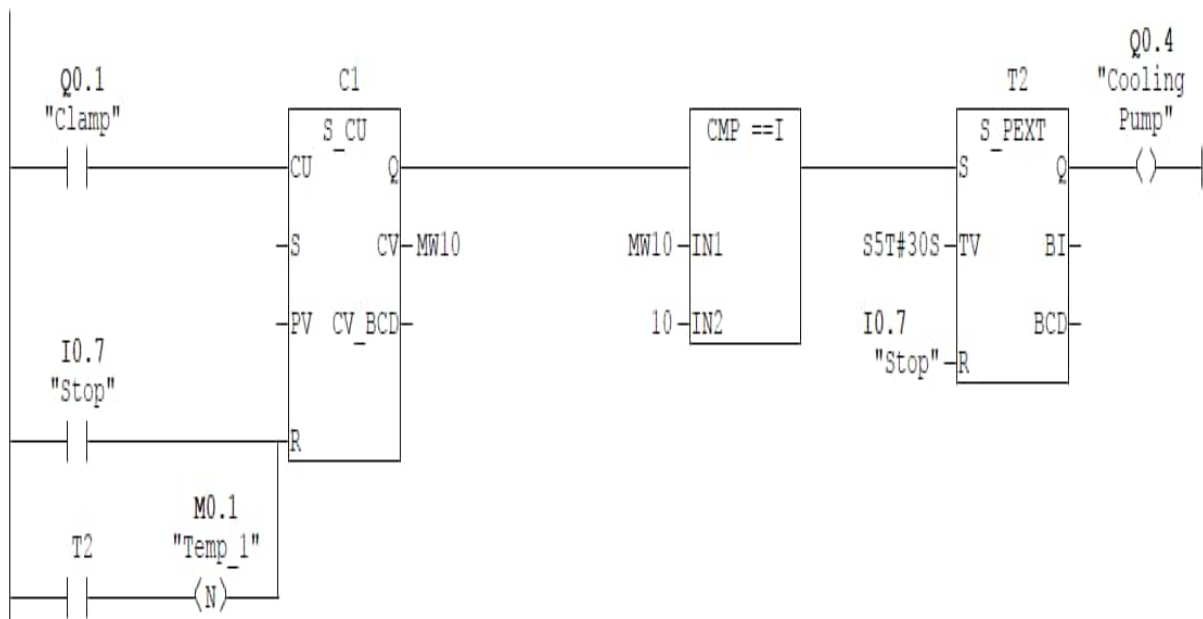 Q0.1
"Clamp"
C1
S_CU
CU
Q
S
CV
MW10
PV
CV_BCD
R
I0.7
"Stop"
T2
M0.1
"Temp_1"
(N)
CMP ==I
MW10
IN1
10
IN2
T2
S_PEXT
S
Q
S5T#30S
TV
BI
I0.7
"Stop"
R
BCD
Q0.4
"Cooling
Pump"